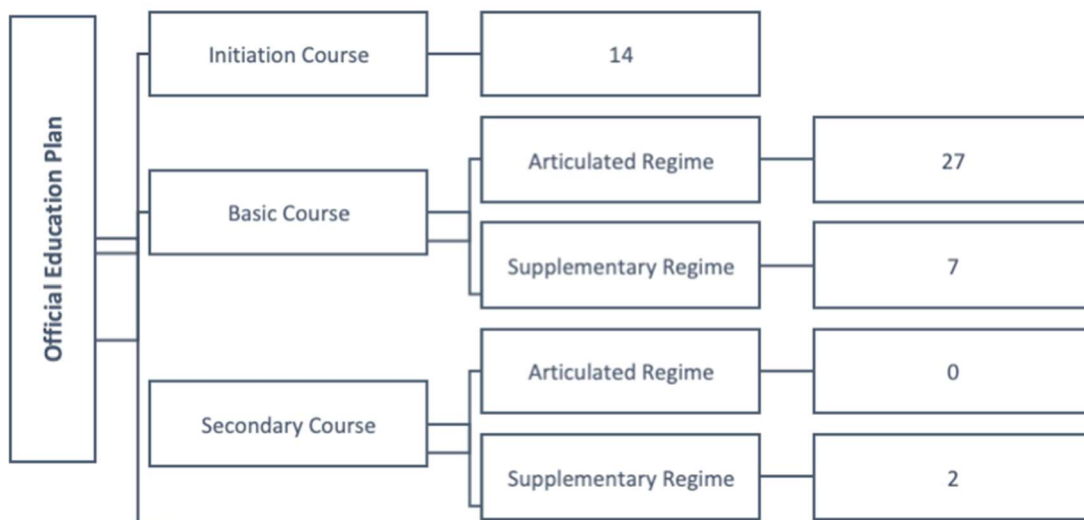 Official Education Plan
Initiation Course
14
Basic Course
Articulated Regime
27
Supplementary Regime
7
Secondary Course
Articulated Regime
0
Supplementary Regime
2